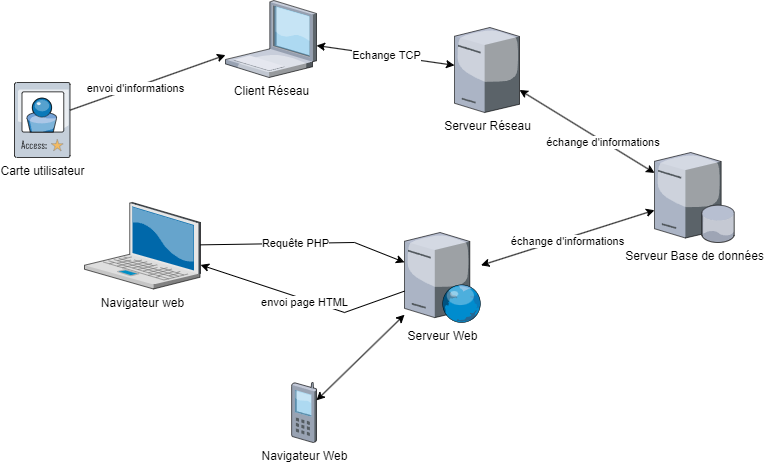 Echange TCP
envoi d'informations
Client Réseau
Access:
Serveur Réseau
Carte utilisateur
échange d'informations
Requête PHP
échange d'informations
Serveur Base de données
Navigateur web
envoi page HTML
Serveur Web
Navigateur Web